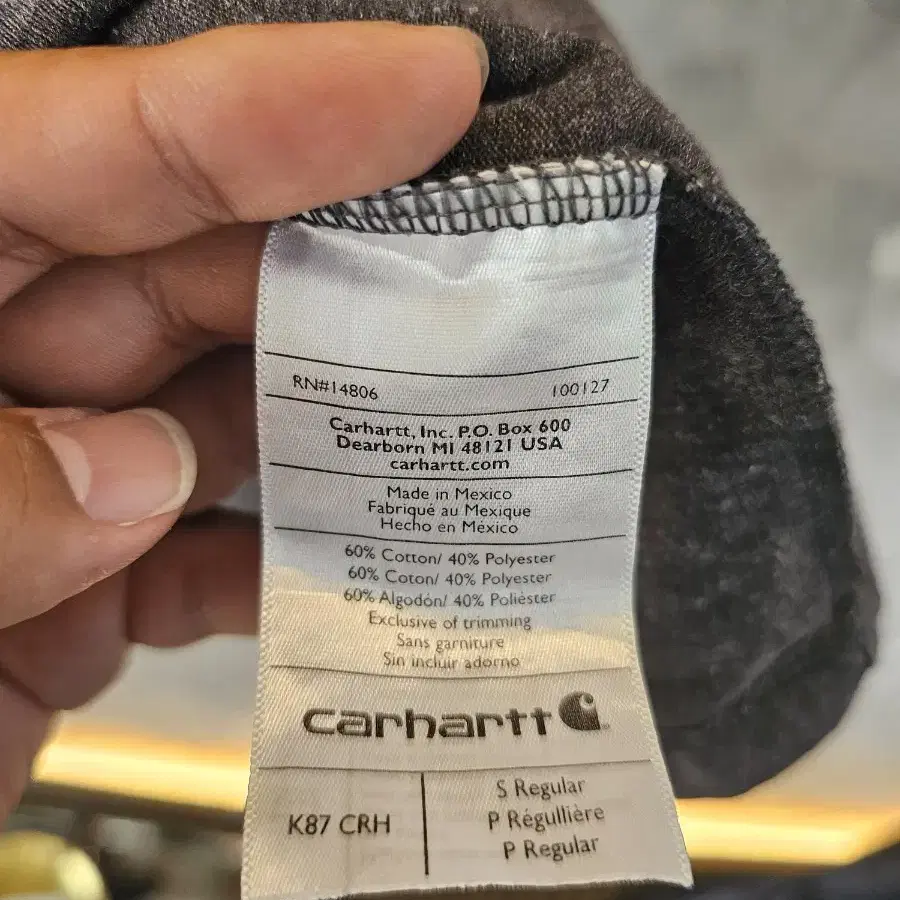 RN#14806 100127
Carhartt, Inc. P.O. Box 600
Dearborn MI 48121 USA
carhartt.com
Made in Mexico
Fabriqué au Mexique
Hecho en México
60% Cotton/ 40% Polyester
60% Coton/ 40% Polyester
60% Algodón/ 40% Poliéster
Exclusive of trimming
Sans garniture
Sin incluir adorno
carhartt
K87 CRH
S Regular
P Régullière
P Regular